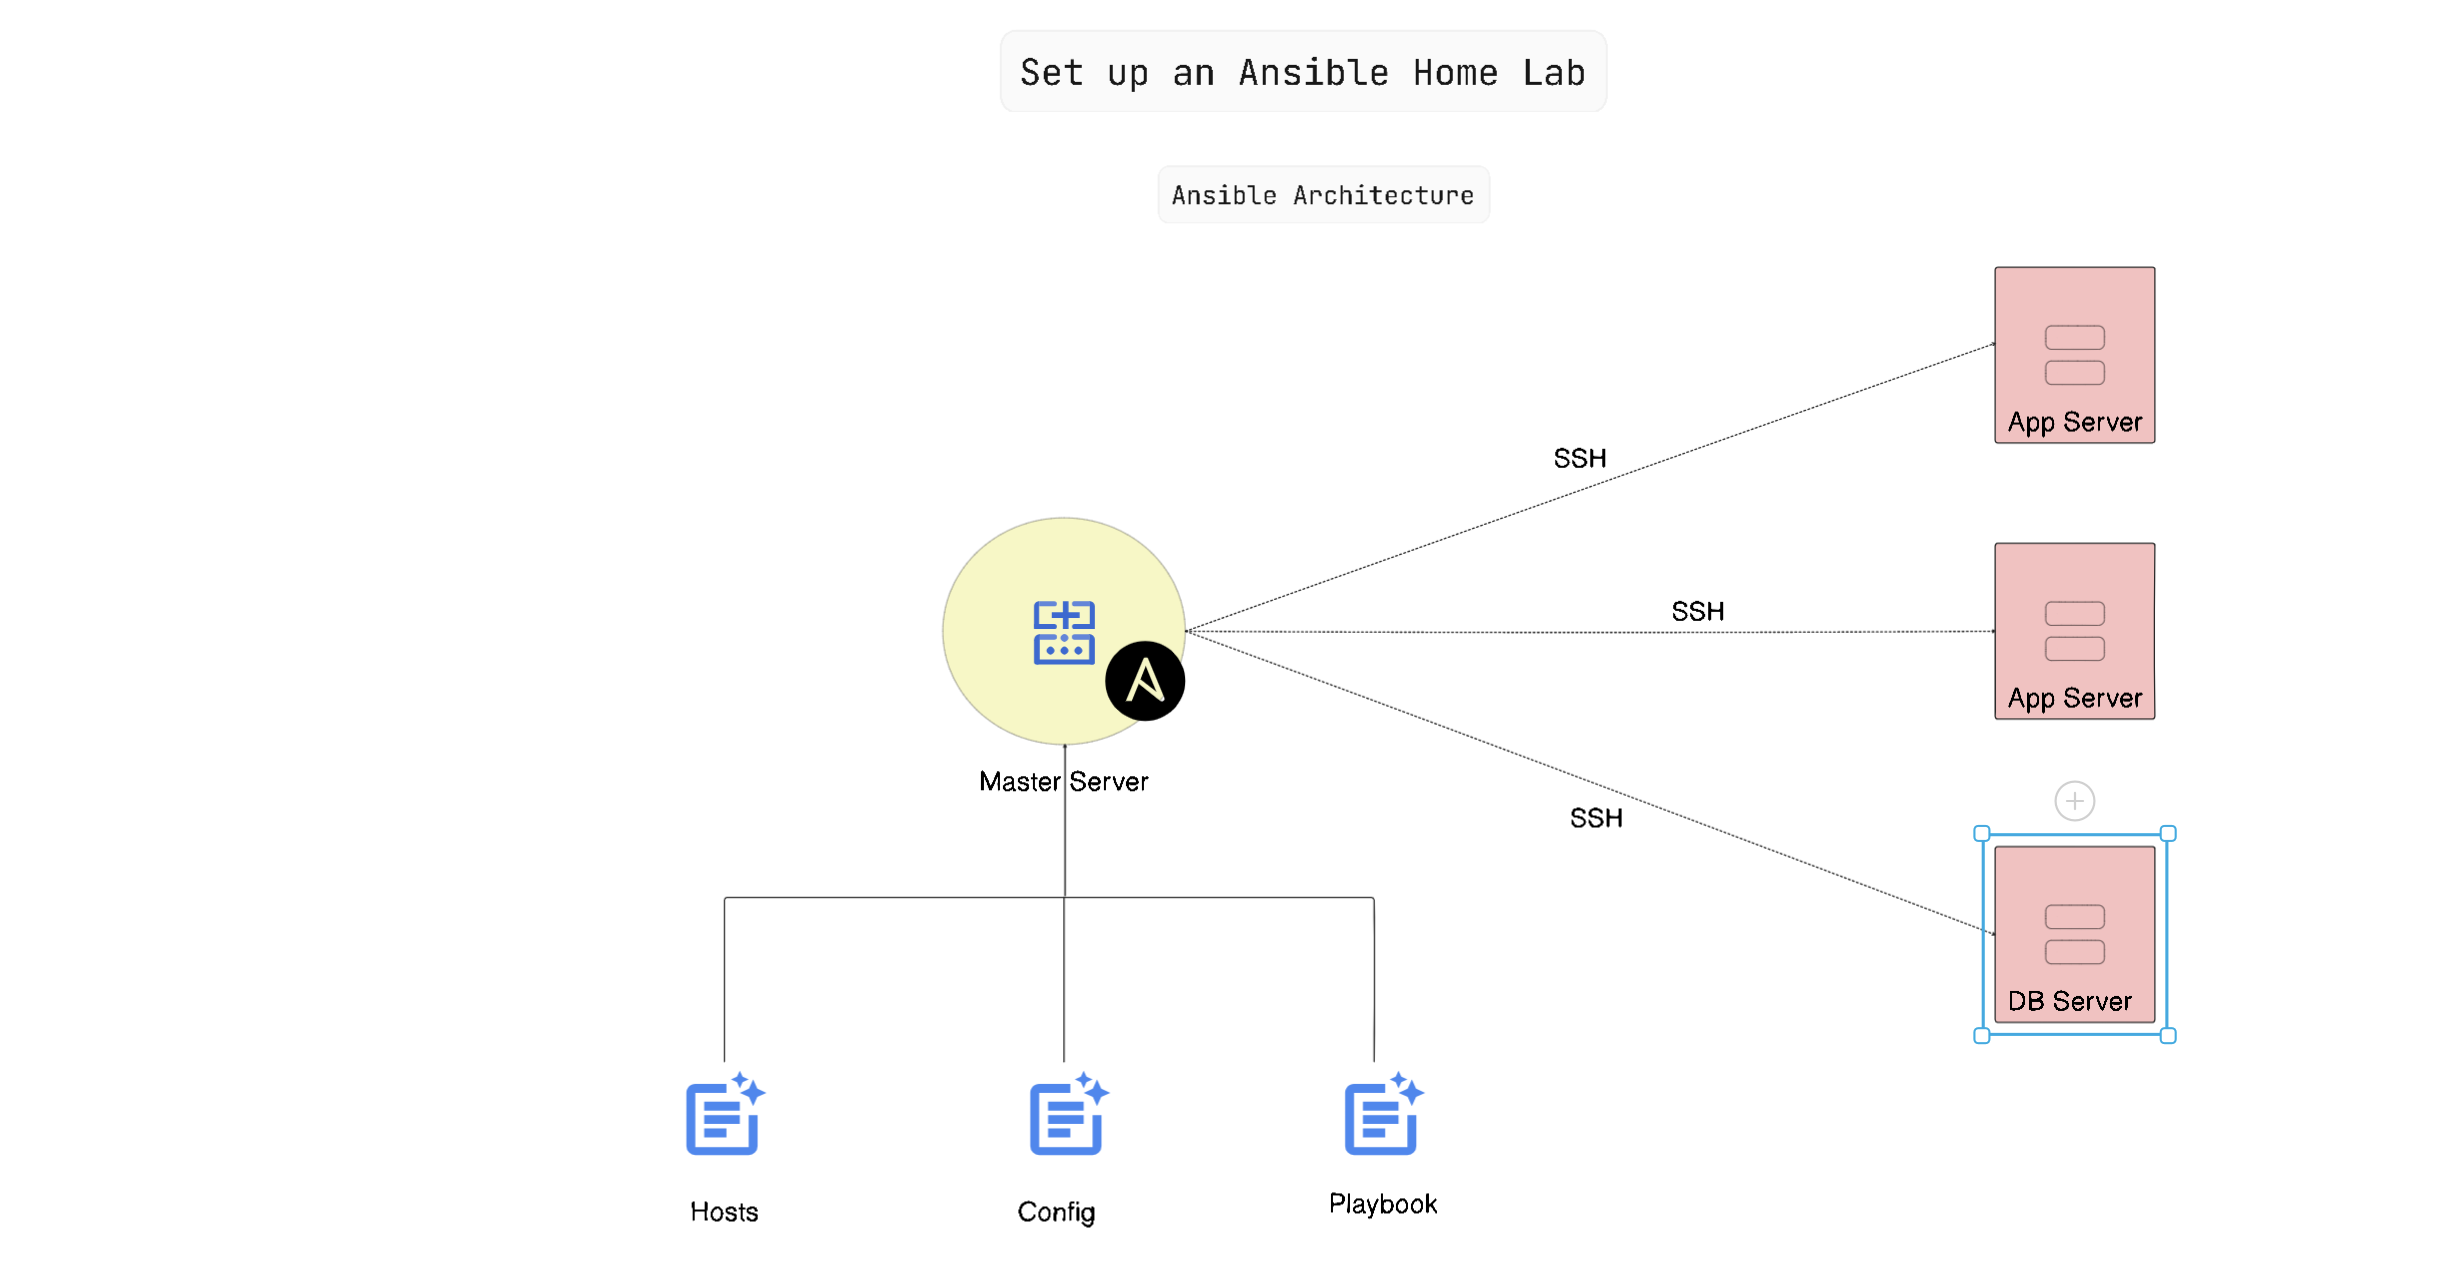 Set up an Ansible Home Lab
Ansible Architecture
App Server
SSH
App Server
SSH
Master Server
SSH
DB Server
Hosts
Config
Playbook